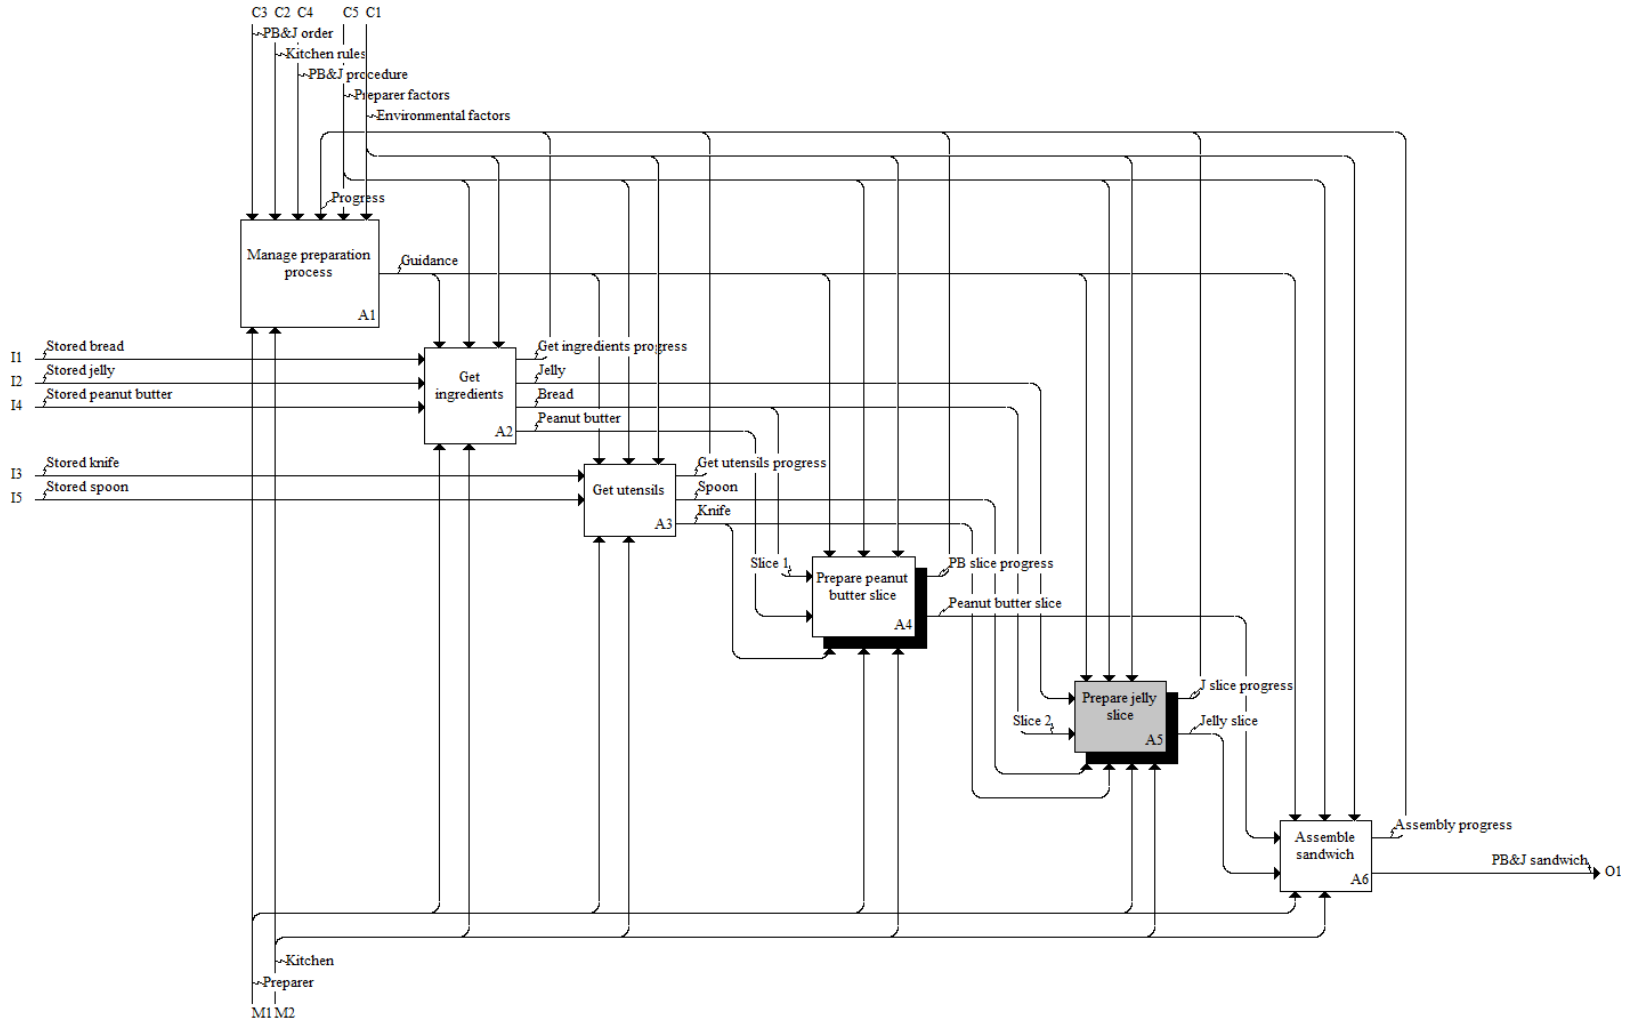 C3 C2 C4 C5 C1
PB&J order
Kitchen rules
PB&J procedure
Preparer factors
Environmental factors
Progress
Manage preparation
process
A1
Guidance
I1
Stored bread
I2
Stored jelly
I4
Stored peanut butter
Get
ingredients
A2
Get ingredients progress
Jelly
Bread
Peanut butter
I3
Stored knife
I5
Stored spoon
Get utensils
A3
Get utensils progress
Spoon
Knife
Slice 1
Prepare peanut
butter slice
A4
PB slice progress
Peanut butter slice
Slice 2
Prepare jelly
slice
A5
J slice progress
Jelly slice
Assemble
sandwich
A6
Assembly progress
PB&J sandwich
O1
Kitchen
Preparer
M1 M2